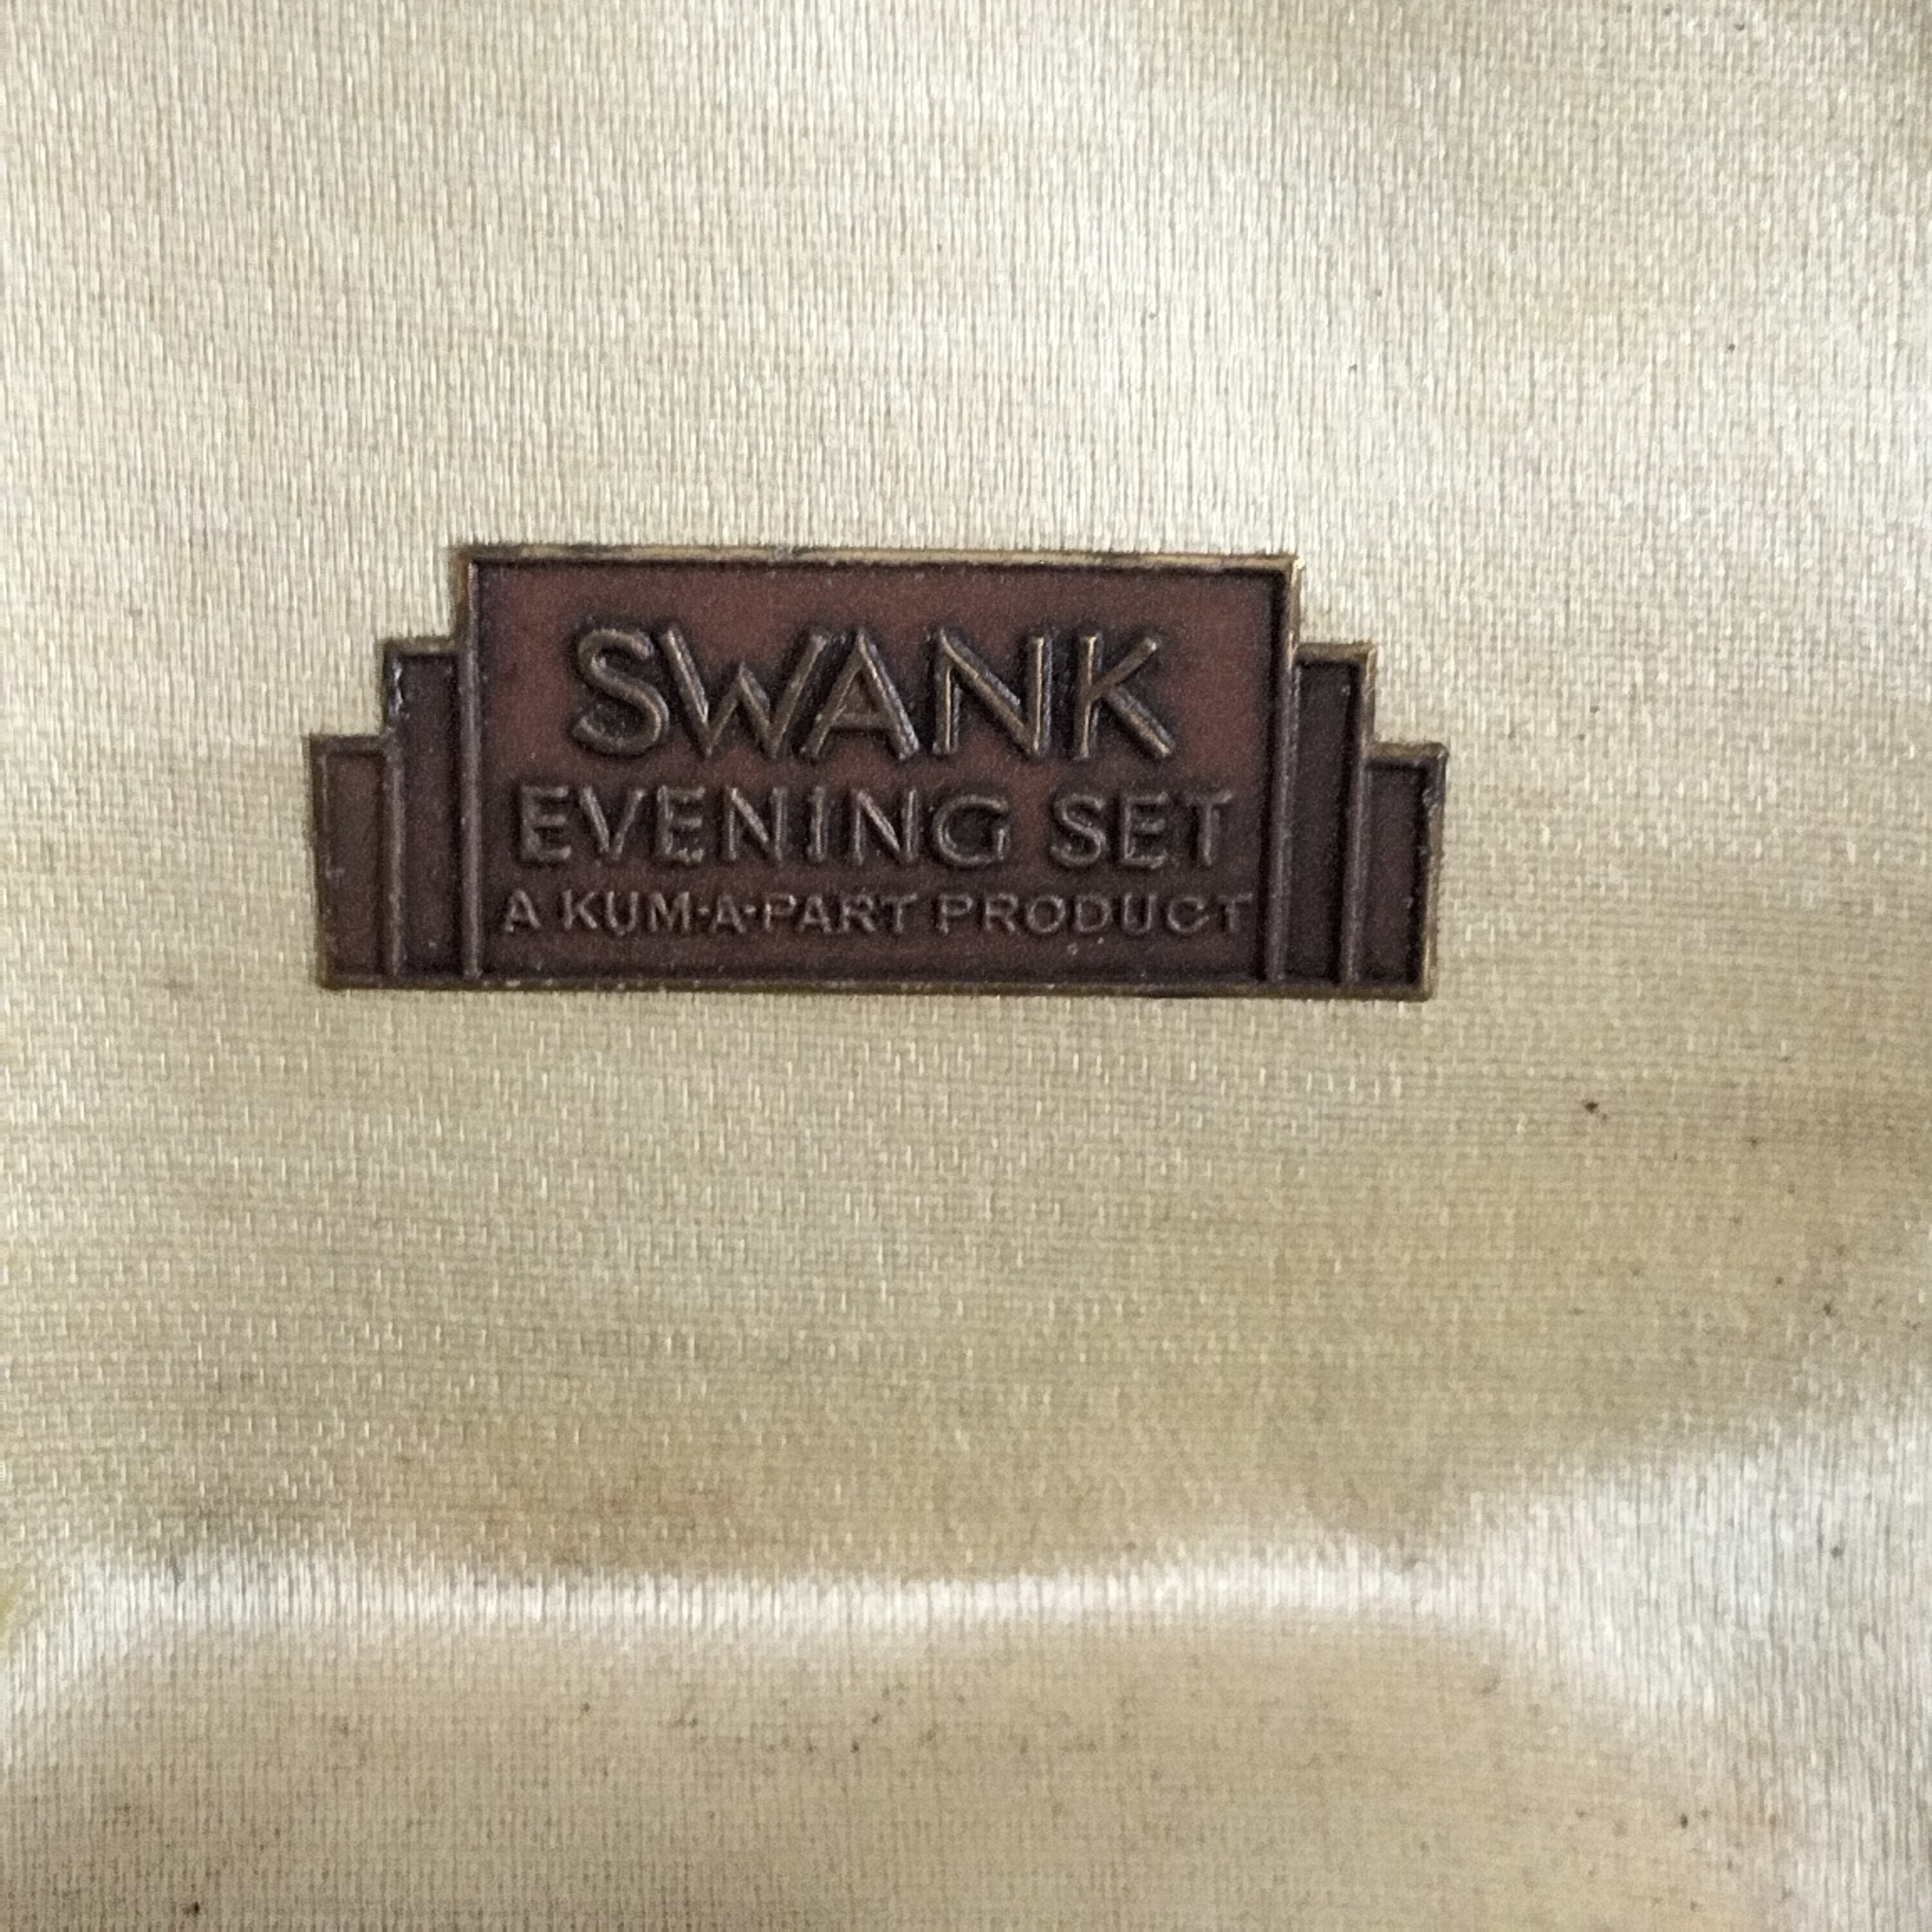 SWANK
EVENING SET
A KUM·A·PART PRODUCT